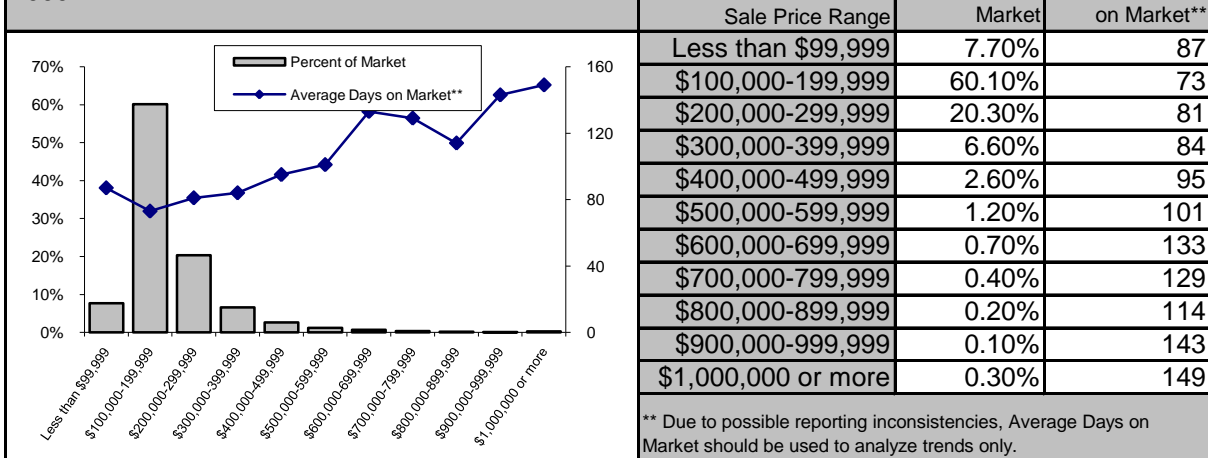 Sale Price Range Market on Market**
Percent of Market
Average Days on Market**
70%
60%
50%
40%
30%
20%
10%
0%
160
120
80
40
0
Less than $99,999
$100,000-199,999
$200,000-299,999
$300,000-399,999
$400,000-499,999
$500,000-599,999
$600,000-699,999
$700,000-799,999
$800,000-899,999
$900,000-999,999
$1,000,000 or more
Less than $99,999 7.70% 87
$100,000-199,999 60.10% 73
$200,000-299,999 20.30% 81
$300,000-399,999 6.60% 84
$400,000-499,999 2.60% 95
$500,000-599,999 1.20% 101
$600,000-699,999 0.70% 133
$700,000-799,999 0.40% 129
$800,000-899,999 0.20% 114
$900,000-999,999 0.10% 143
$1,000,000 or more 0.30% 149
** Due to possible reporting inconsistencies, Average Days on
Market should be used to analyze trends only.